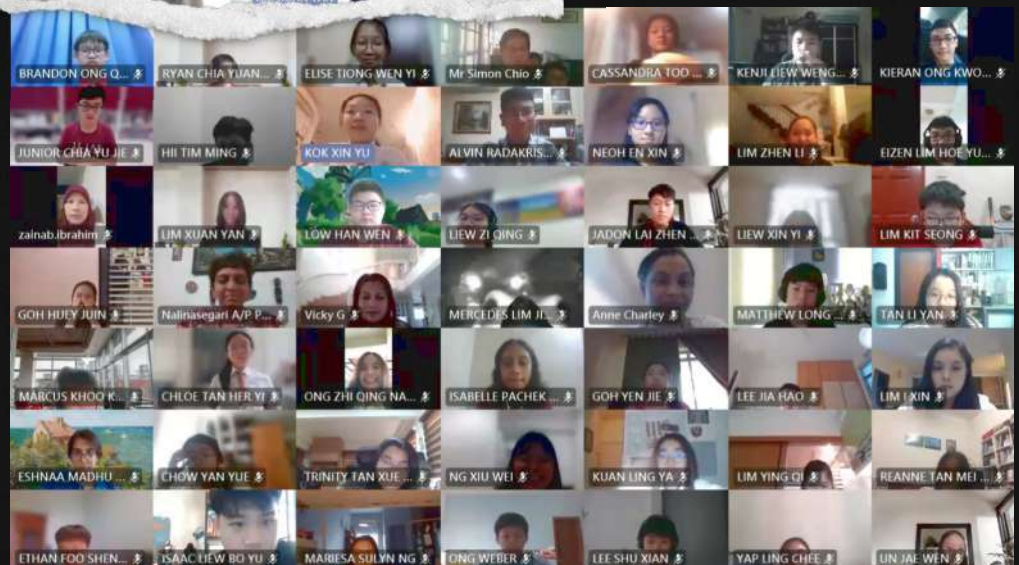 BRANDON ONG Q...
RYAN CHIA YUAN...
ELISE TIONG WEN YI
Mr Simon Chio
CASSANDRA TOO ...
KENJI LIEW WENG...
KIERAN ONG KWO...
JUNIOR CHIA YU JIE
HII TIM MING
KOK XIN YU
ALVIN RADAKRIS...
NEOH EN XIN
LIM ZHEN LI
EIZEN LIM HOE YU...
zainab.ibrahim
LIM XUAN YAN
LOW HAN WEN
LIEW ZI QING
JADON LAI ZHEN ...
LIEW XIN YI
LIM KIT SEONG
GOH HUEY JUIN
Nalinasegari A/P P...
Vicky G
MERCEDES LIM JI...
Anne Charley
MATTHEW LONG ...
TAN LI YAN
MARCUS KHOO K...
CHLOE TAN HER YI
ONG ZHI QING NA...
ISABELLE PACHEK ...
GOH YEN JIE
LEE JIA HAO
LIM I XIN
ESHNAA MADHU ...
CHOW YAN YUE
TRINITY TAN XUE ...
NG XIU WEI
KUAN LING YA
LIM YING QI
REANNE TAN MEI ...
ETHAN FOO SHEN...
ISAAC LIEW BO YU
MARIESA SULYN NG
ONG WEBER
LEE SHU XIAN
YAP LING CHEE
LIN JAE WEN